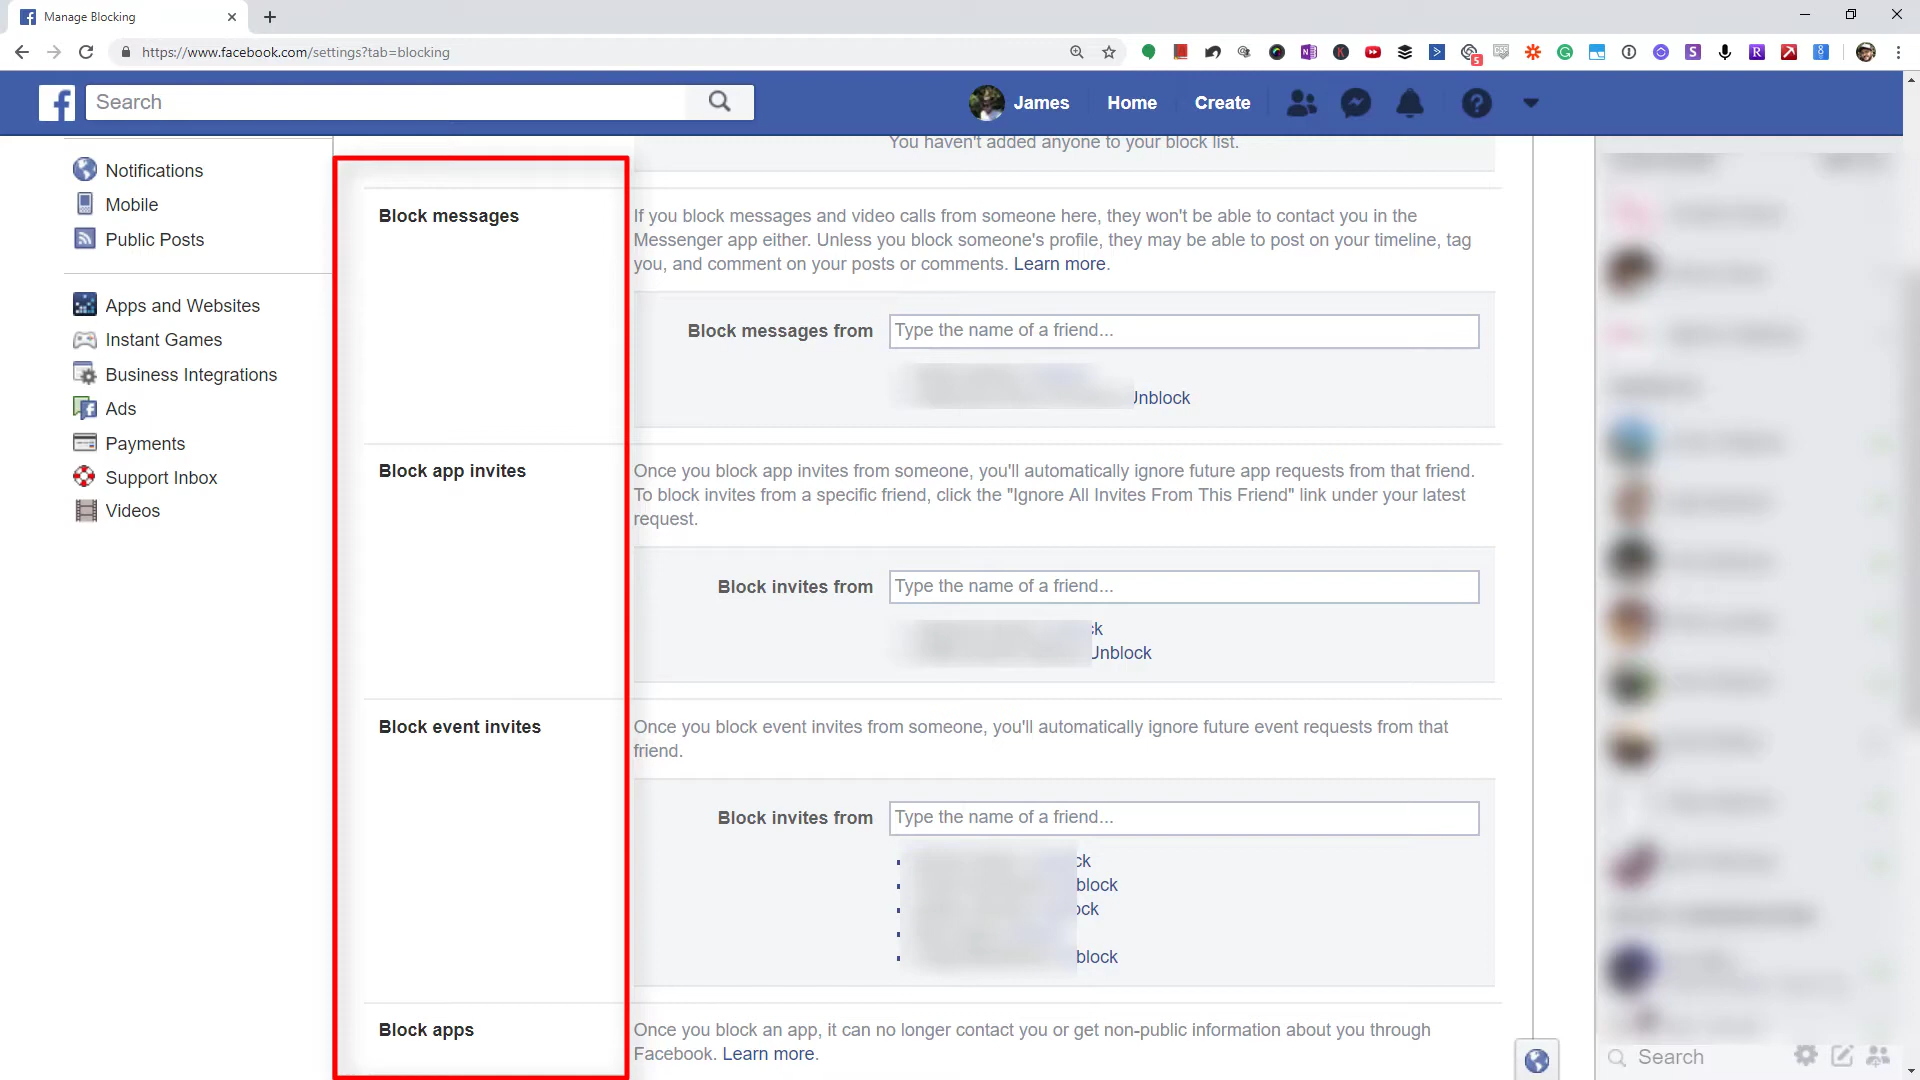 Manage Blocking
https://www.facebook.com/settings?tab=blocking
5
Search
James
Home
Create
Notifications
Mobile
Public Posts
Apps and Websites
Instant Games
Business Integrations
Ads
Payments
Support Inbox
Videos
You haven't added anyone to your block list.
Block messages
If you block messages and video calls from someone here, they won't be able to contact you in the
Messenger app either. Unless you block someone's profile, they may be able to post on your timeline, tag
you, and comment on your posts or comments. Learn more.
Block messages from
Type the name of a friend...
Unblock
Block app invites
Once you block app invites from someone, you'll automatically ignore future app requests from that friend.
To block invites from a specific friend, click the "Ignore All Invites From This Friend" link under your latest
request.
Block invites from
Type the name of a friend...
ck
Unblock
Block event invites
Once you block event invites from someone, you'll automatically ignore future event requests from that
friend.
Block invites from
Type the name of a friend...
ck
block
ock
block
Block apps
Once you block an app, it can no longer contact you or get non-public information about you through
Facebook. Learn more.
Search